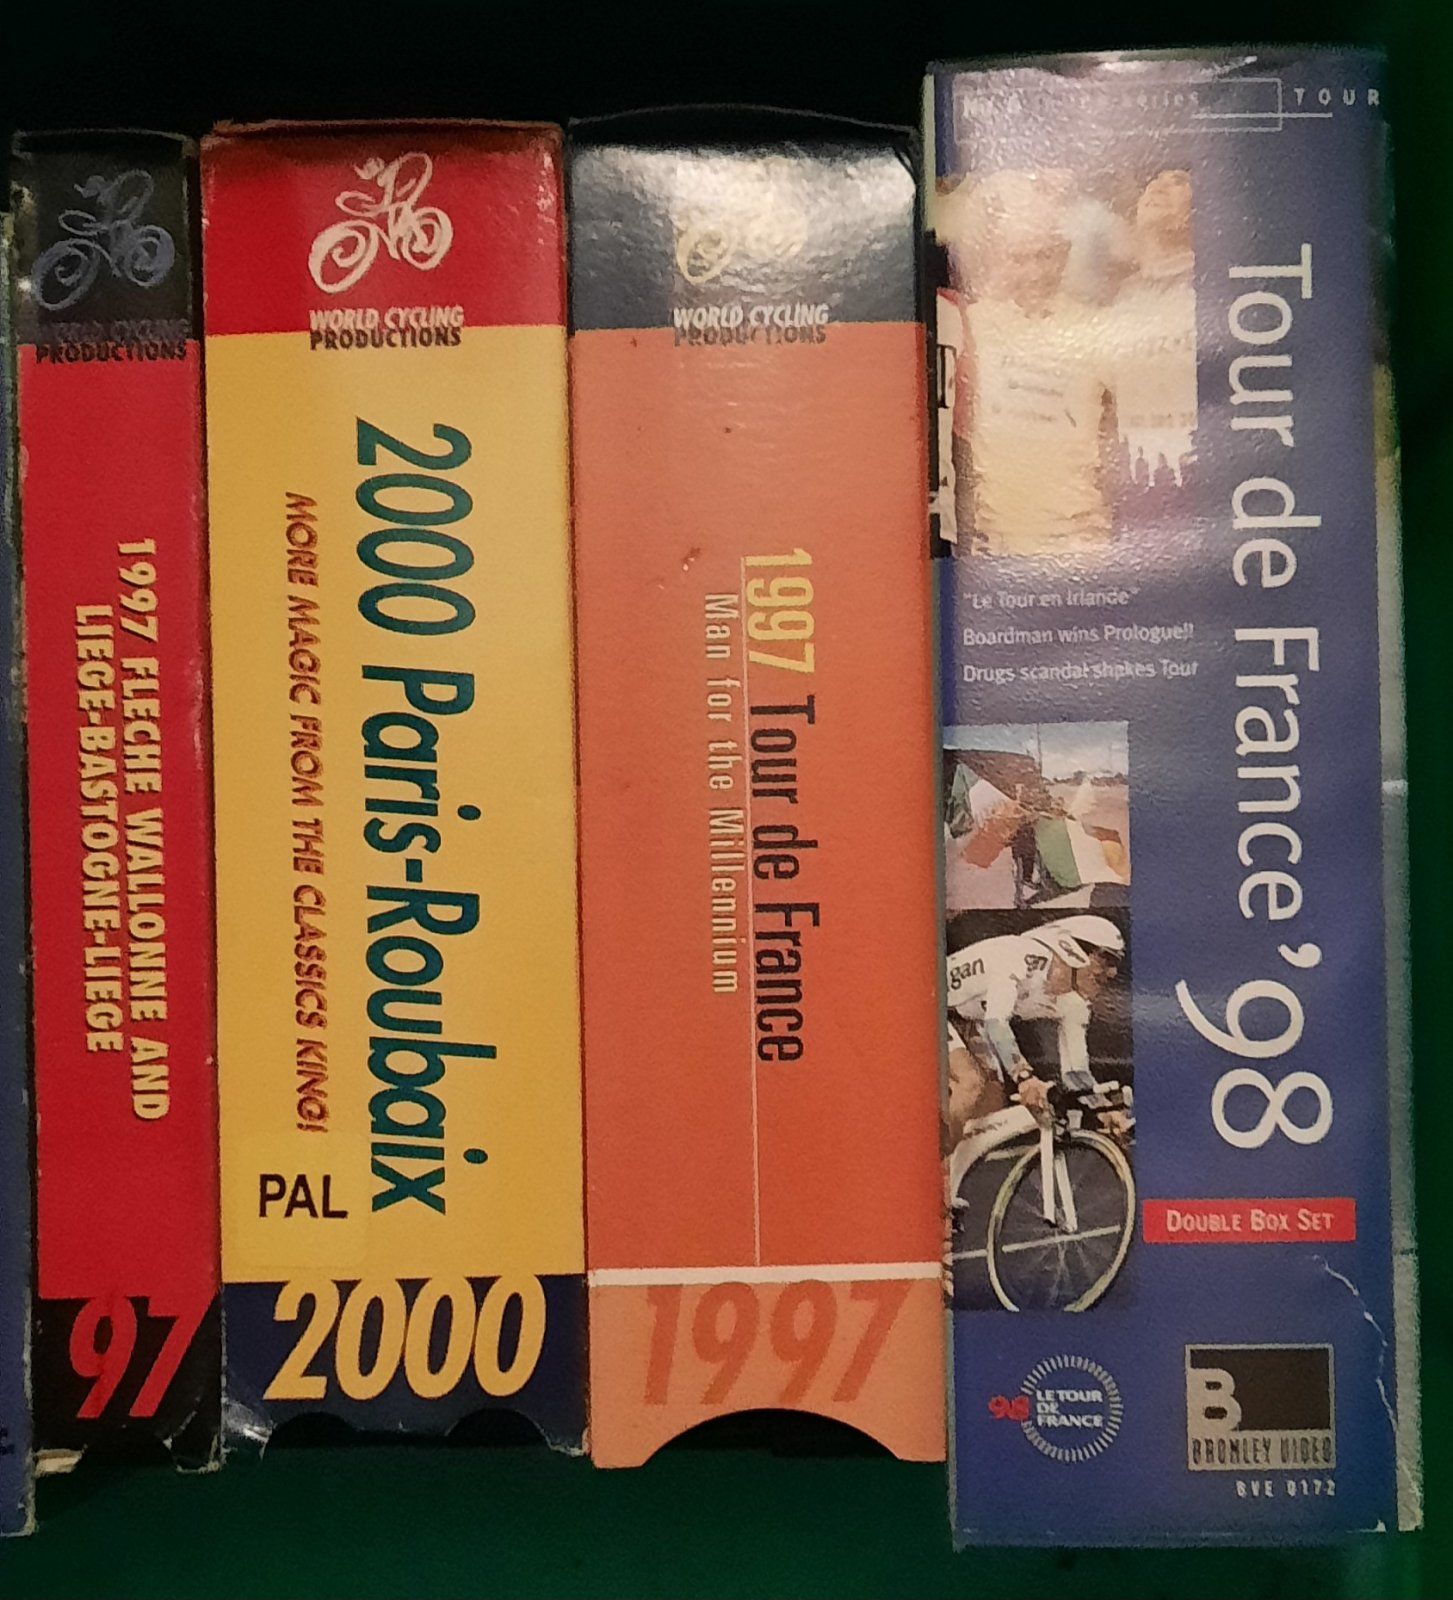 WORLD CYCLING
PRODUCTIONS
1997 FLECHE WALLONNE AND
LIEGE-BASTOGNE-LIEGE
97
WORLD CYCLING
PRODUCTIONS
2000 Paris-Roubaix
MORE MAGIC FROM THE CLASSICS KING!
PAL
2000
WORLD CYCLING
PRODUCTIONS
1997 Tour de France
Man for the Millennium
1997
series
TOUR
Tour de France '98
"Le Tour en Irlande"
Boardman wins Prologue!!
Drugs scandal shakes Tour
gan
DOUBLE BOX SET
98 LE TOUR
DE
FRANCE
B
BROMLEY VIDEO
BVE 0172